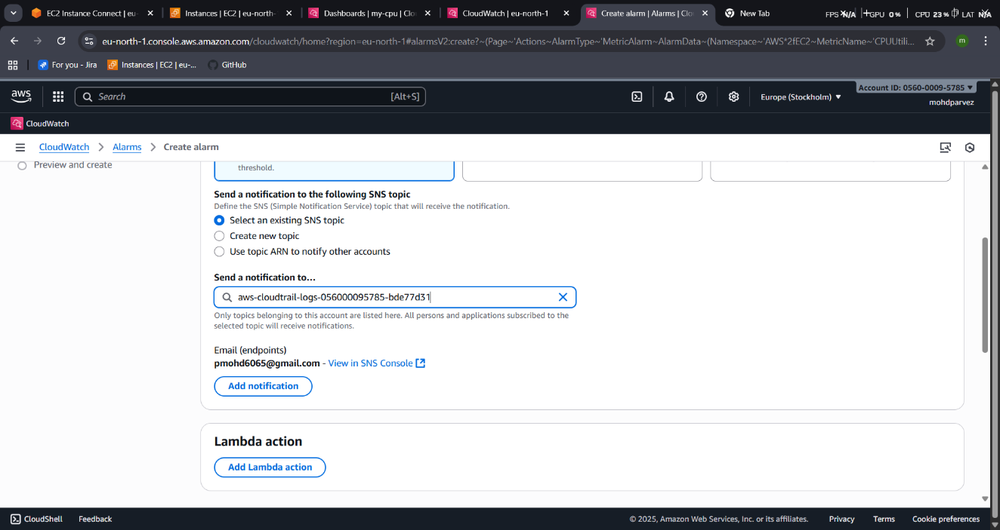 EC2 Instance Connect | eu-
Instances | EC2 | eu-north-
Dashboards | my-cpu | Clo
CloudWatch | eu-north-1
Create alarm | Alarms | Clo
New Tab
FPS N/A GPU 0 % CPU 23 % LAT N/A
eu-north-1.console.aws.amazon.com/cloudwatch/home?region=eu-north-1#alarmsV2:create?~(Page~'Actions~AlarmType~'MetricAlarm~AlarmData~(Namespace~'AWS*2fEC2~MetricName~'CPUUtili...
m
For you - Jira
Instances | EC2 | eu-...
GitHub
aws
Search
[Alt+S]
Europe (Stockholm)
Account ID: 0560-0009-5785
mohdparvez
CloudWatch
CloudWatch
Alarms
Create alarm
Preview and create
threshold.
Send a notification to the following SNS topic
Define the SNS (Simple Notification Service) topic that will receive the notification.
Select an existing SNS topic
Create new topic
Use topic ARN to notify other accounts
Send a notification to…
aws-cloudtrail-logs-056000095785-bde77d31
Only topics belonging to this account are listed here. All persons and applications subscribed to the
selected topic will receive notifications.
Email (endpoints)
pmohd6065@gmail.com - View in SNS Console
Add notification
Lambda action
Add Lambda action
CloudShell
Feedback
© 2025, Amazon Web Services, Inc. or its affiliates.
Privacy
Terms
Cookie preferences